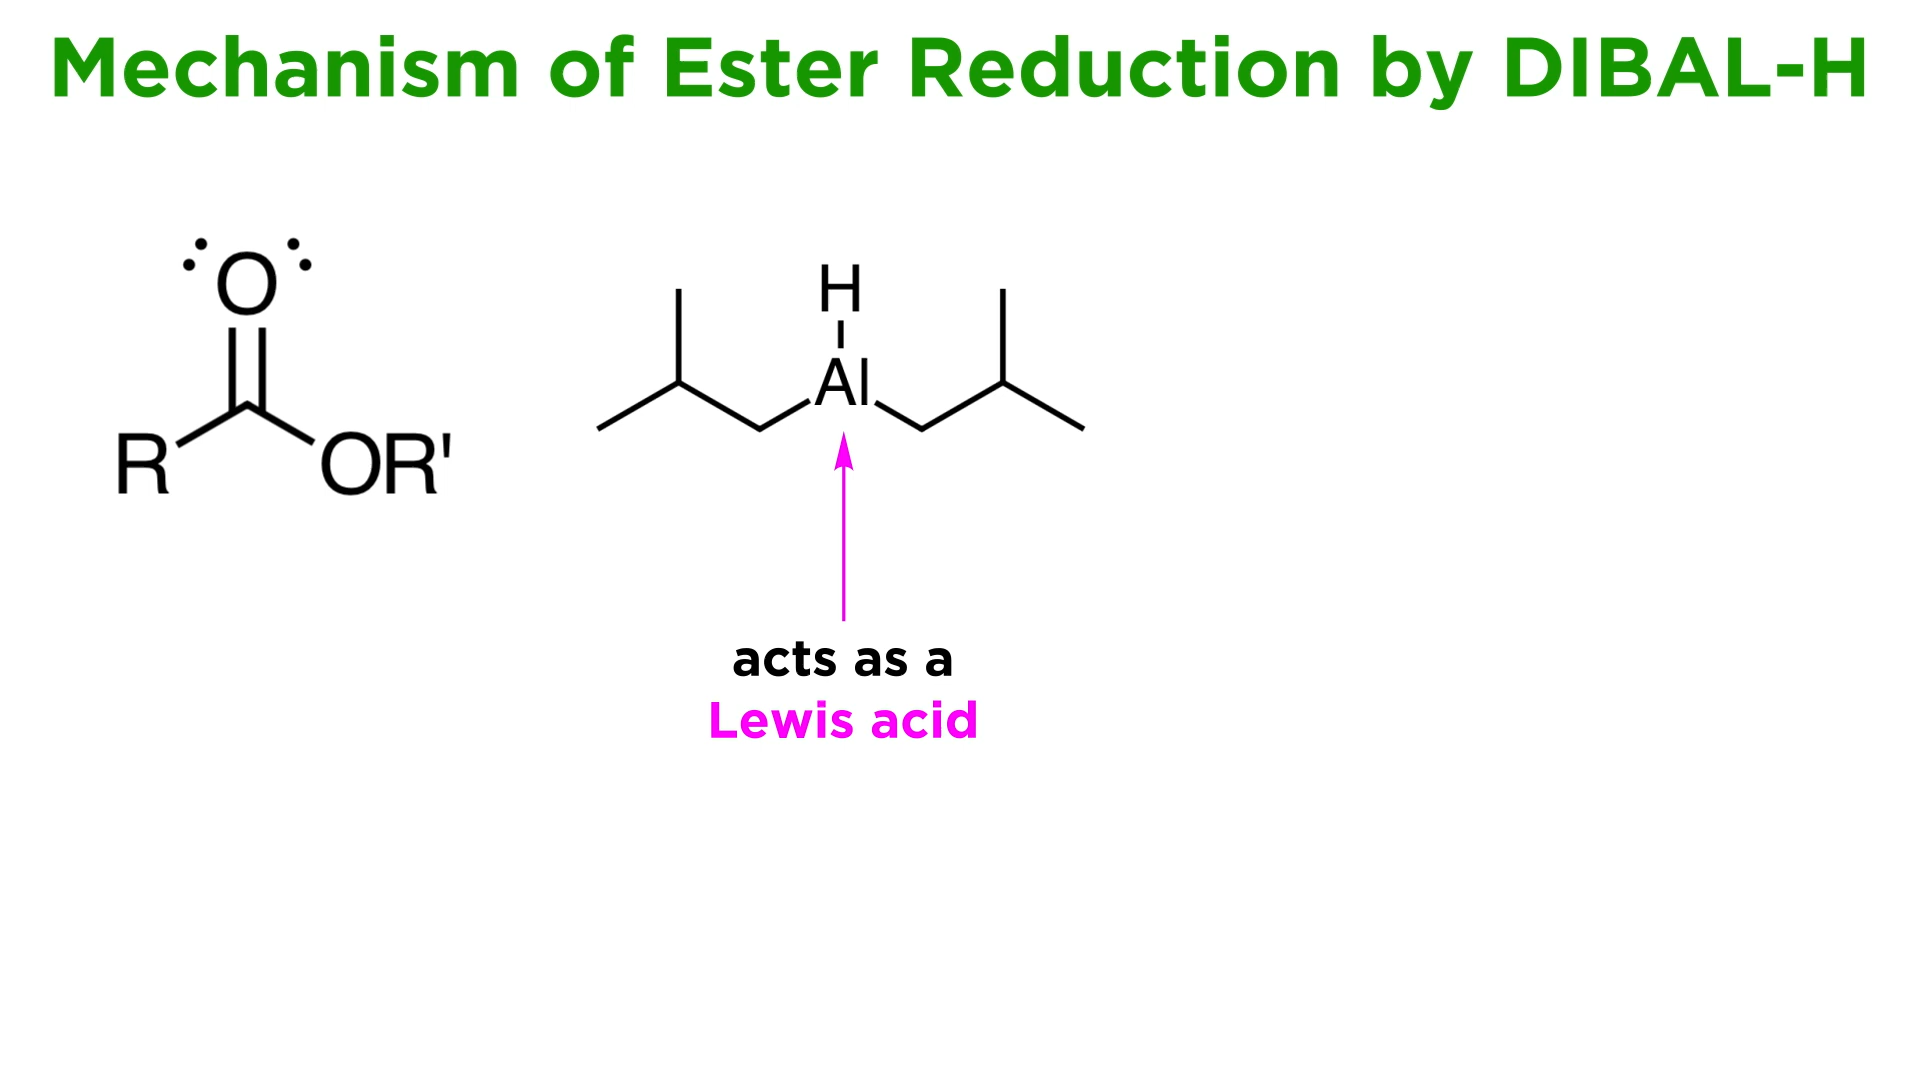 Mechanism of Ester Reduction by DIBAL-H
O
R
OR'
H
Al
acts as a
Lewis acid